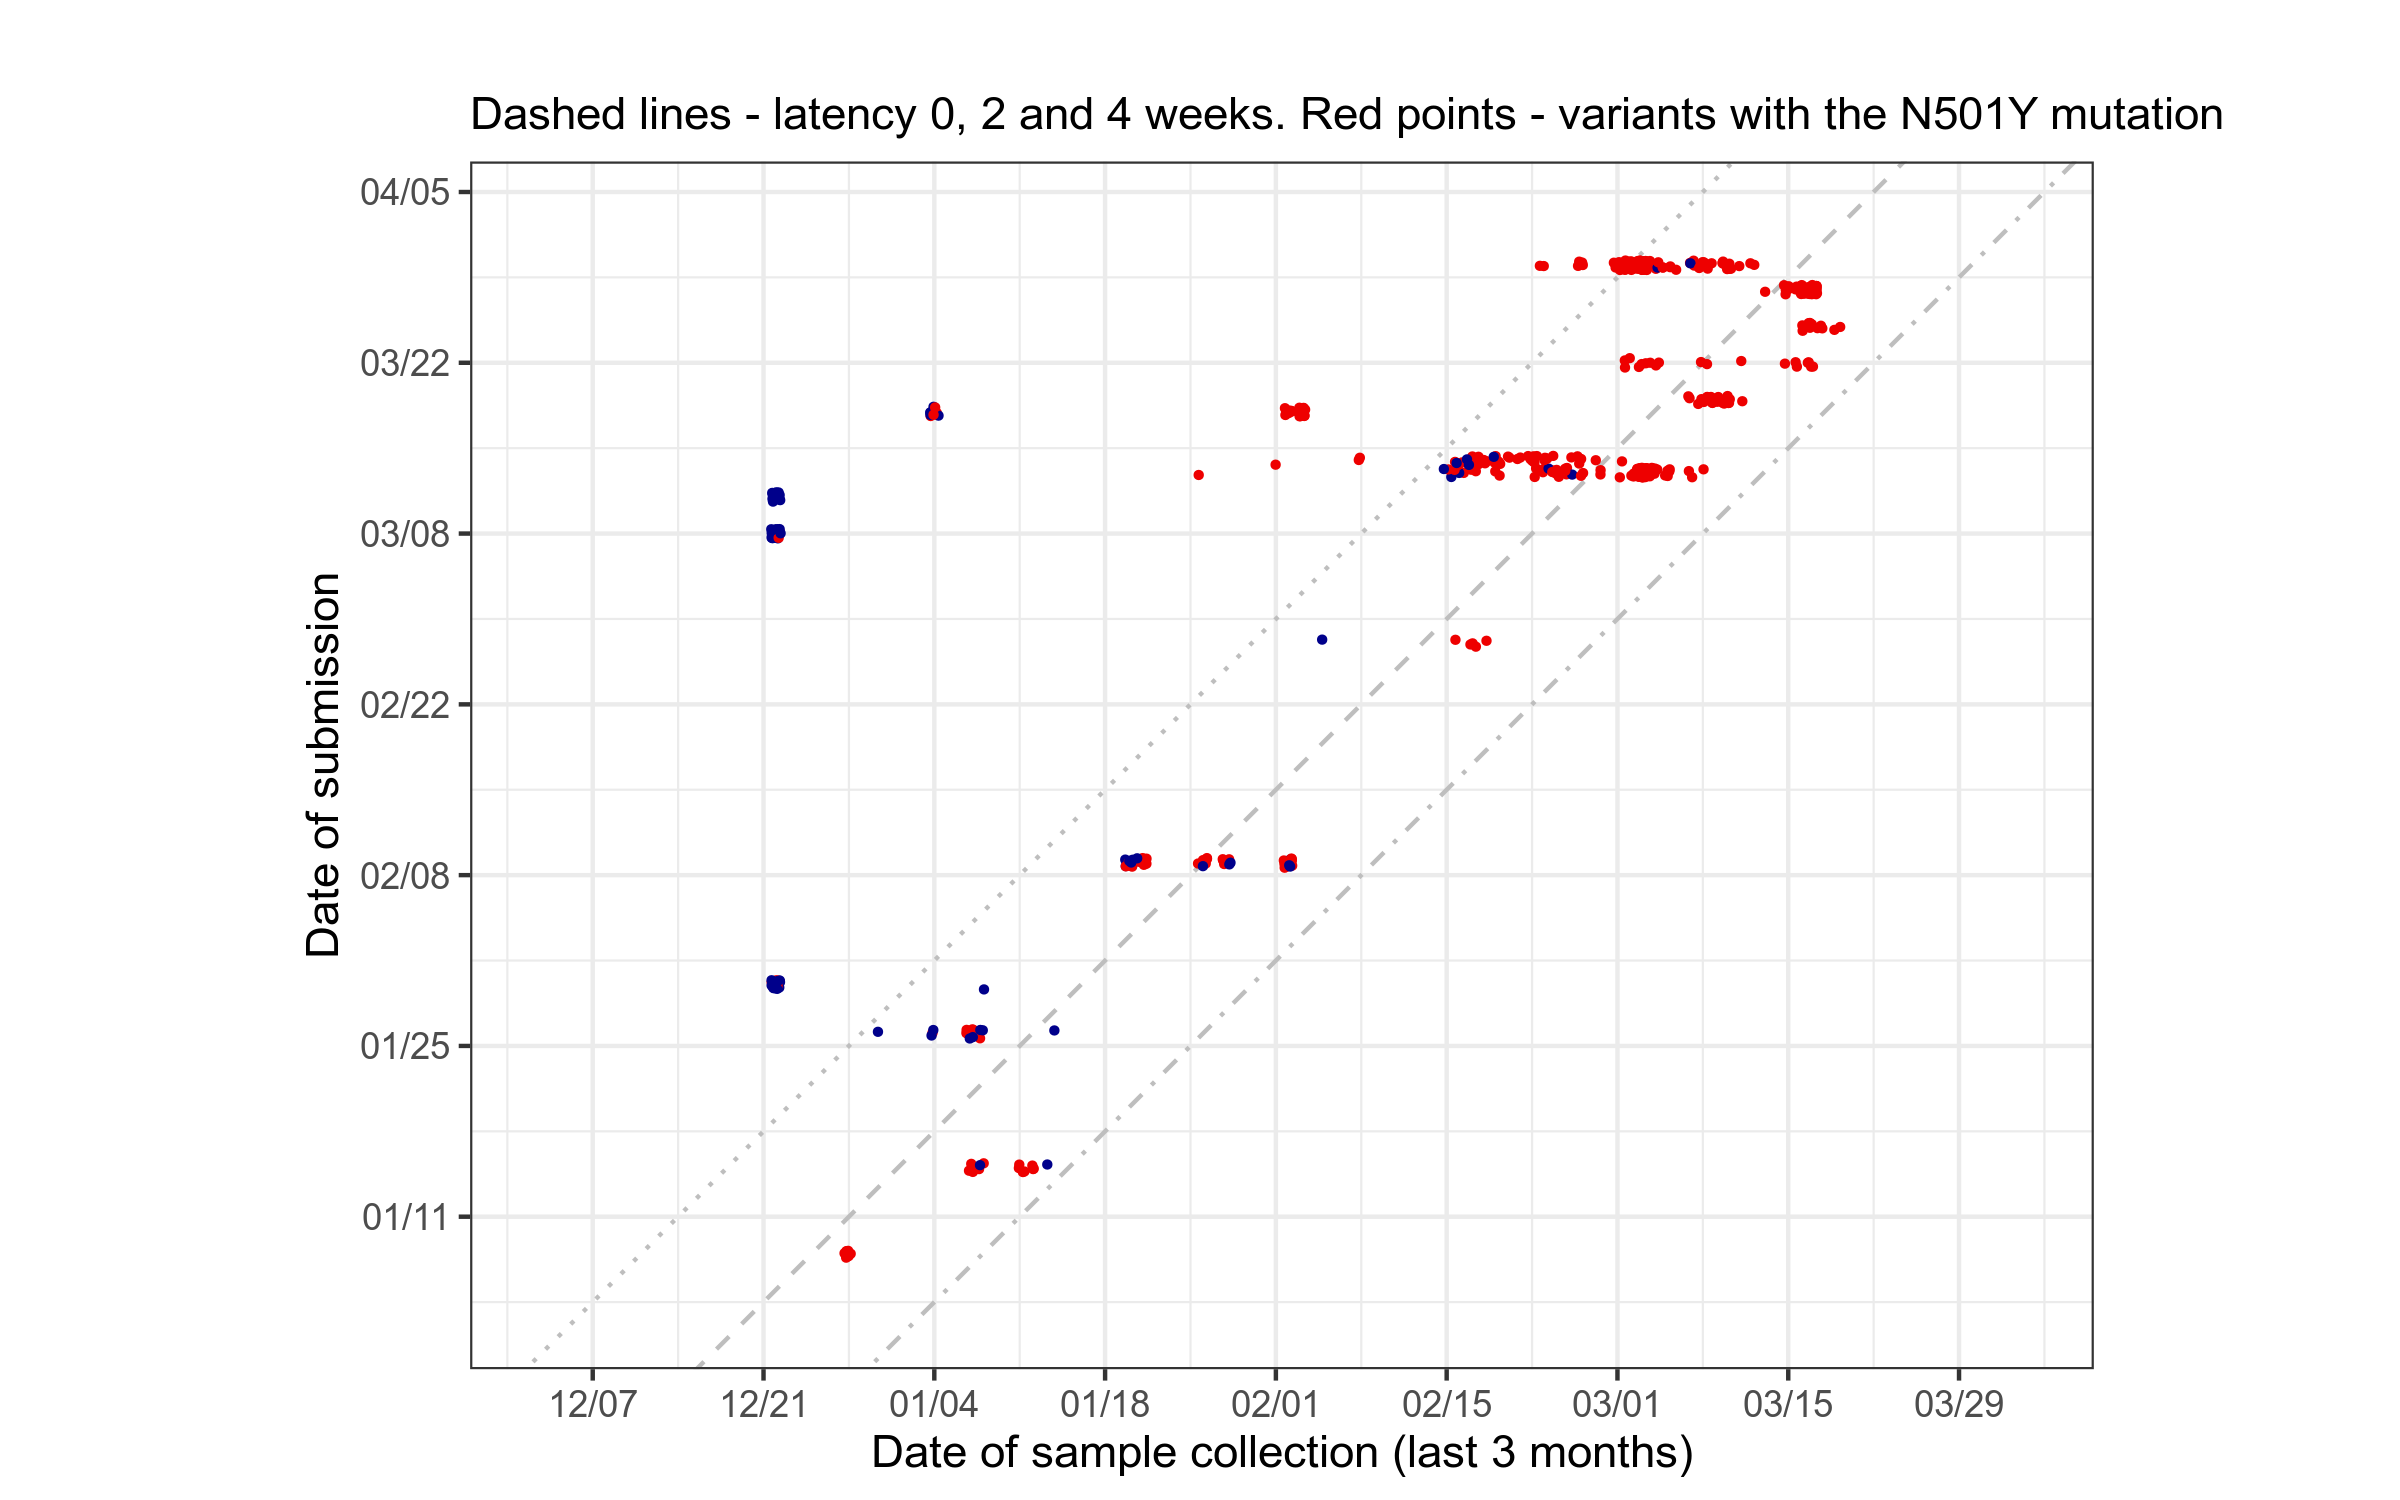 Dashed lines - latency 0, 2 and 4 weeks. Red points - variants with the N501Y mutation
04/05
03/22
03/08
02/22
02/08
01/25
01/11
Date of submission
12/07 12/21 01/04 01/18 02/01 02/15 03/01 03/15 03/29
Date of sample collection (last 3 months)